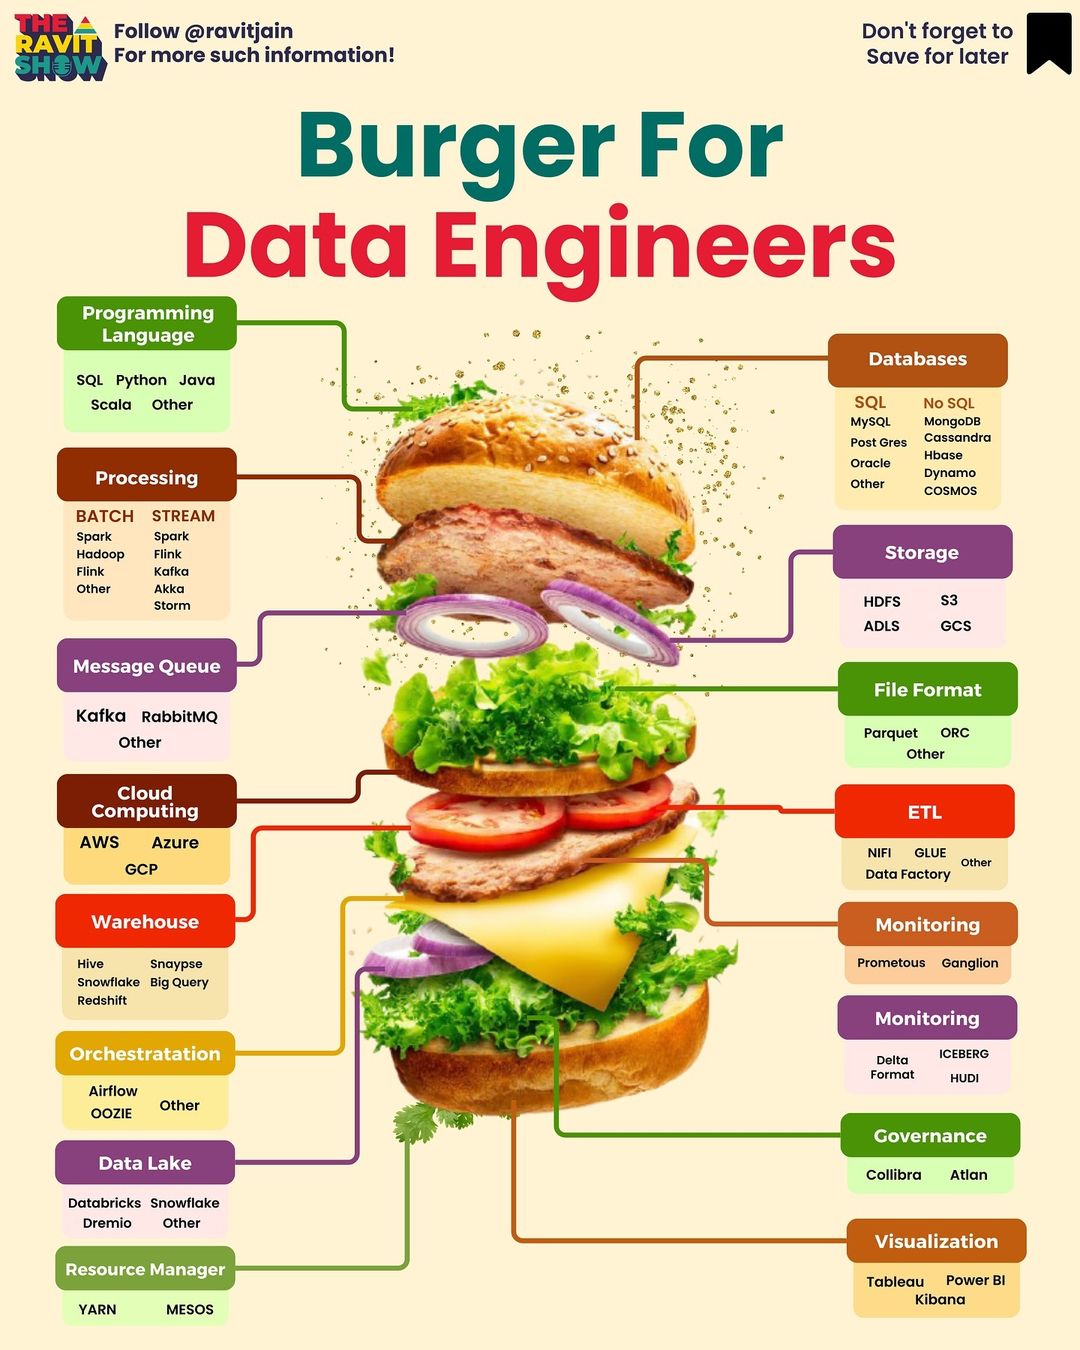 THE
RAVIT
SHOW
Follow @ravitjain
For more such information!
Don't forget to
Save for later
Burger For
Data Engineers
Programming
Language
SQL Python Java
Scala Other
Processing
BATCH STREAM
Spark Spark
Hadoop Flink
Flink Kafka
Other Akka
Storm
Message Queue
Kafka RabbitMQ
Other
Cloud
Computing
AWS Azure
GCP
Warehouse
Hive Snaypse
Snowflake Big Query
Redshift
Orchestratation
Airflow
OOZIE Other
Data Lake
Databricks Snowflake
Dremio Other
Resource Manager
YARN MESOS
Databases
SQL No SQL
MySQL MongoDB
Post Gres Cassandra
Oracle Hbase
Other Dynamo
COSMOS
Storage
HDFS S3
ADLS GCS
File Format
Parquet ORC
Other
ETL
NIFI GLUE Other
Data Factory
Monitoring
Prometous Ganglion
Monitoring
Delta ICEBERG
Format HUDI
Governance
Collibra Atlan
Visualization
Tableau Power BI
Kibana